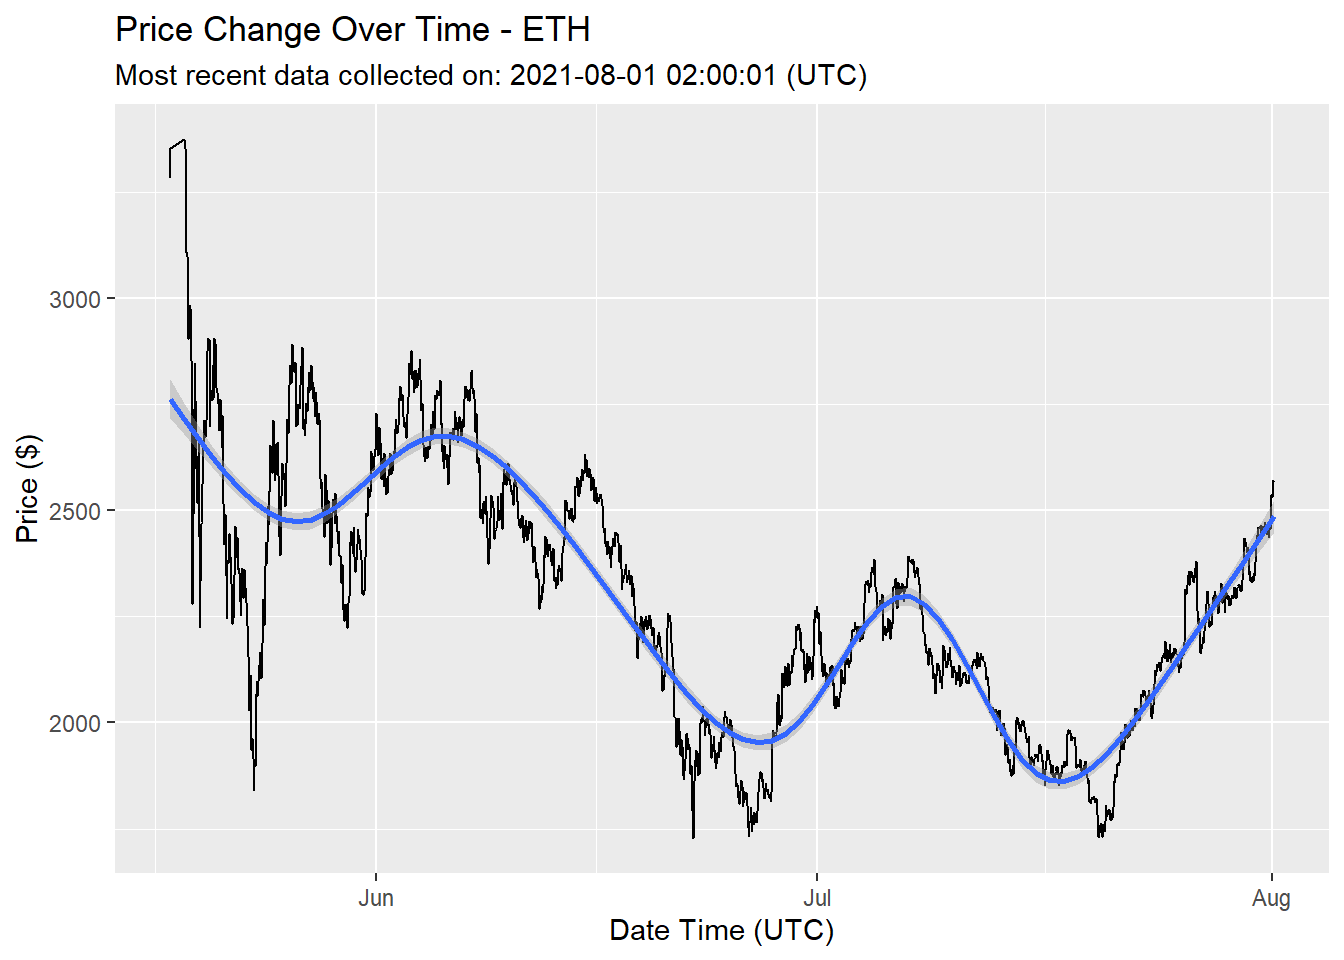 Price Change Over Time - ETH
Most recent data collected on: 2021-08-01 02:00:01 (UTC)
Price ($)
3000
2500
2000
Jun
Jul
Aug
Date Time (UTC)